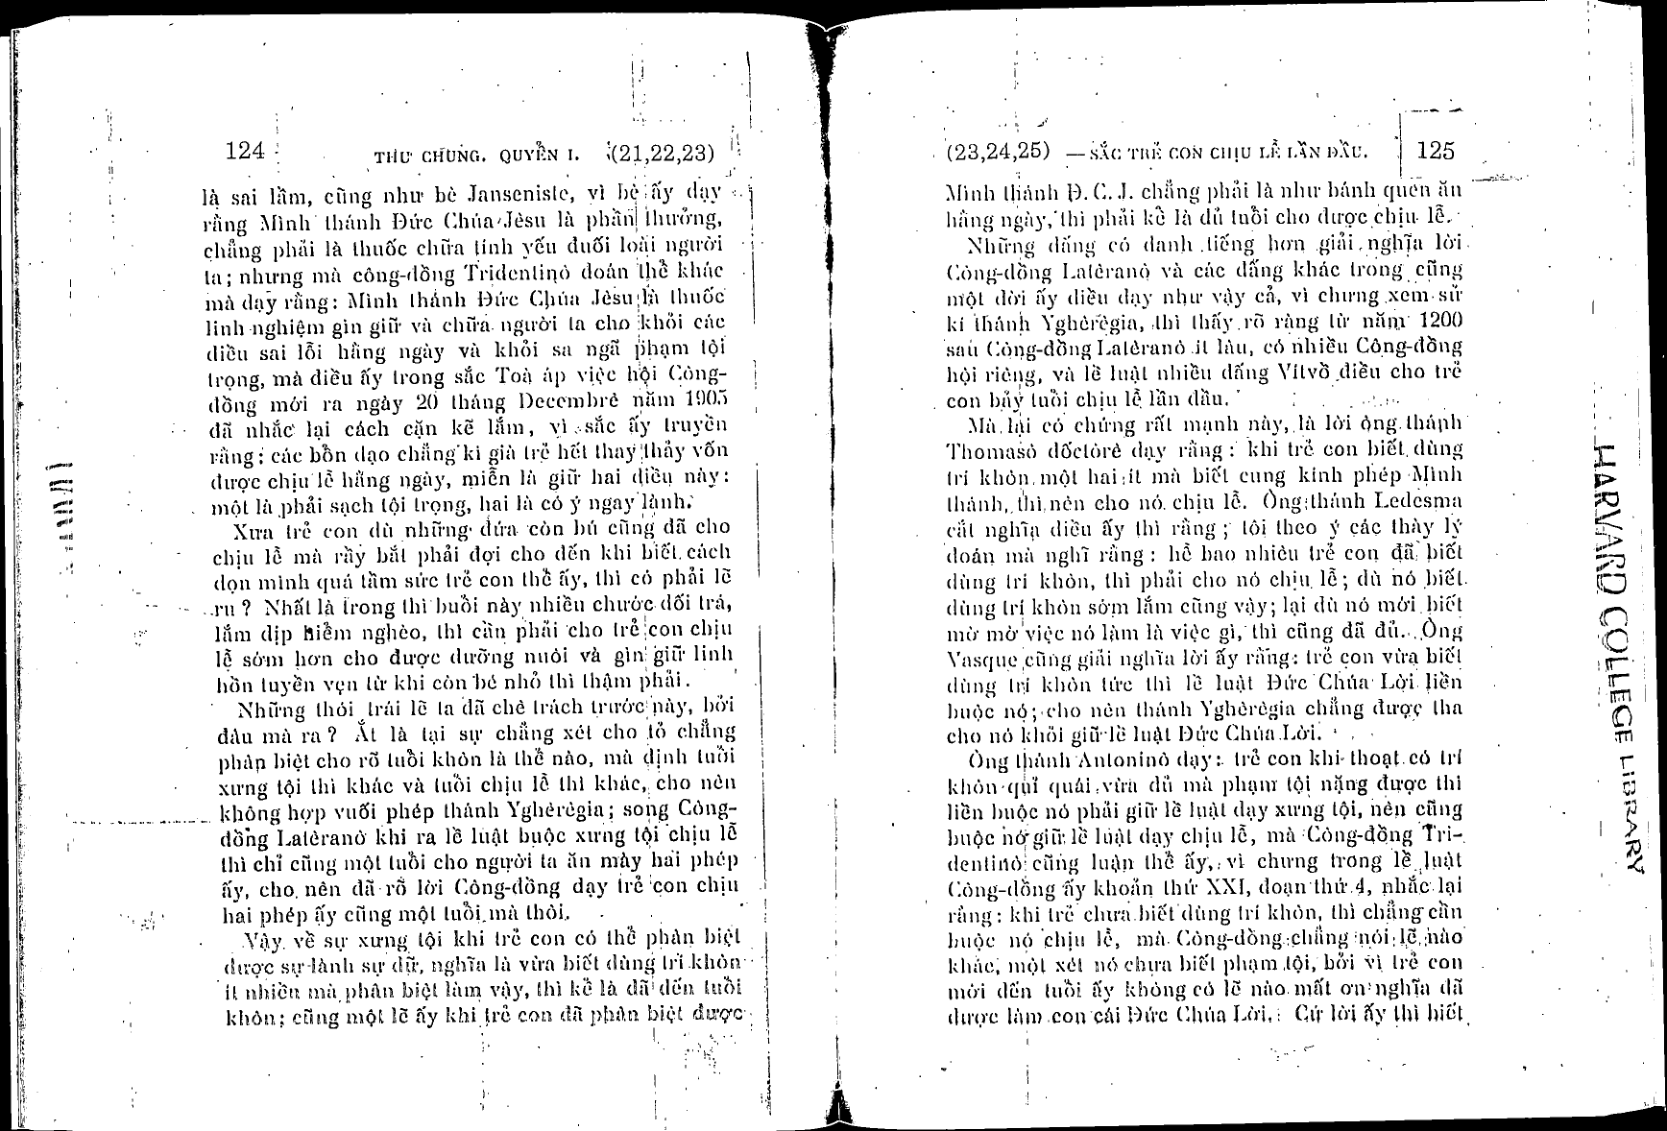 124 THƯ CHUNG. QUYỂN I. (21,22,23)
là sai lầm, cũng như bè Janseniste, vì bè ấy dạy
rằng Mình thánh Đức Chúa Jêsu là phần thưởng,
chẳng phải là thuốc chữa tính yếu đuối loài người
ta; nhưng mà công-đồng Tridentinô đoán thể khác
mà dạy rằng: Mình thánh Đức Chúa Jêsu là thuốc
linh nghiệm gìn giữ và chữa người ta cho khỏi các
điều sai lỗi hằng ngày và khỏi sa ngã phạm tội
trọng, mà điều ấy trong sắc Toà áp việc hội Công-
đồng mới ra ngày 20 tháng Decembrê năm 1905
đã nhắc lại cách cặn kẽ lắm, vì sắc ấy truyền
rằng: các bổn đạo chẳng kì già trẻ hết thay thảy vốn
được chịu lễ hằng ngày, miễn là giữ hai điều này:
một là phải sạch tội trọng, hai là có ý ngay lành.
Xưa trẻ con dù những đứa còn bú cũng đã cho
chịu lễ mà rầy bắt phải đợi cho đến khi biết cách
dọn mình quá tầm sức trẻ con thể ấy, thì có phải lẽ
ru ? Nhất là trong thì buổi này nhiều chước dối trá,
lắm dịp hiểm nghèo, thì cần phải cho trẻ con chịu
lễ sớm hơn cho được dưỡng nuôi và gìn giữ linh
hồn tuyền vẹn từ khi còn bé nhỏ thì thậm phải.
Những thói trái lẽ ta đã chê trách trước này, bởi
đâu mà ra ? Ắt là tại sự chẳng xét cho tỏ chẳng
phân biệt cho rõ tuổi khôn là thể nào, mà định tuổi
xưng tội thì khác và tuổi chịu lễ thì khác, cho nên
không hợp vuối phép thánh Yghêrêgia; song Công-
đồng Latêranô khi ra lề luật buộc xưng tội chịu lễ
thì chỉ cũng một tuổi cho người ta ăn mày hai phép
ấy, cho nên đã rõ lời Công-đồng dạy trẻ con chịu
hai phép ấy cũng một tuổi mà thôi.
Vậy về sự xưng tội khi trẻ con có thể phân biệt
được sự lành sự dữ, nghĩa là vừa biết dùng trí khôn
ít nhiều mà phân biệt làm vậy, thì kể là đã đến tuổi
khôn; cũng một lẽ ấy khi trẻ con đã phân biệt được
(23,24,25) — SẮC TRẺ CON CHỊU LỄ LẦN ĐẦU. 125
Mình thánh Đ. C. J. chẳng phải là như bánh quen ăn
hằng ngày, thì phải kể là đủ tuổi cho được chịu lễ.
Những đấng có danh tiếng hơn giải nghĩa lời
Công-đồng Latêranô và các đấng khác trong cũng
một đời ấy điều dạy như vậy cả, vì chưng xem sử
kí thánh Yghêrêgia, thì thấy rõ ràng từ năm 1200
sau Công-đồng Latêranô ít lâu, có nhiều Công-đồng
hội riêng, và lề luật nhiều đấng Vítvồ điều cho trẻ
con bảy tuổi chịu lễ lần đầu.
Mà lại có chứng rất mạnh này, là lời ông thánh
Thomasô đốctôrê dạy rằng : khi trẻ con biết dùng
trí khôn một hai ít mà biết cung kính phép Mình
thánh, thì nên cho nó chịu lễ. Ông thánh Ledesma
cắt nghĩa điều ấy thì rằng ; tôi theo ý các thày lý
đoán mà nghĩ rằng : hễ bao nhiêu trẻ con đã biết
dùng trí khôn, thì phải cho nó chịu lễ ; dù nó biết
dùng trí khôn sớm lắm cũng vậy; lại dù nó mới biết
mờ mờ việc nó làm là việc gì, thì cũng đã đủ. Ông
Vasque cũng giải nghĩa lời ấy rằng: trẻ con vừa biết
dùng trí khôn tức thì lề luật Đức Chúa Lời liền
buộc nó; cho nên thánh Yghêrêgia chẳng được tha
cho nó khỏi giữ lề luật Đức Chúa Lời.
Ông thánh Antoninô dạy: trẻ con khi thoạt có trí
khôn quỉ quái vừa đủ mà phạm tội nặng được thì
liền buộc nó phải giữ lề luật dạy xưng tội, nên cũng
buộc nó giữ lề luật dạy chịu lễ, mà Công-đồng Tri-
dentinô cũng luận thể ấy, vì chưng trong lề luật
Công-đồng ấy khoản thứ XXI, đoạn thứ 4, nhắc lại
rằng: khi trẻ chưa biết dùng trí khôn, thì chẳng cần
buộc nó chịu lễ, mà Công-đồng chẳng nói lẽ nào
khác, một xét nó chưa biết phạm tội, bởi vì trẻ con
mới đến tuổi ấy không có lẽ nào mất ơn nghĩa đã
được làm con cái Đức Chúa Lời. Cứ lời ấy thì biết
HARVARD COLLEGE LIBRARY